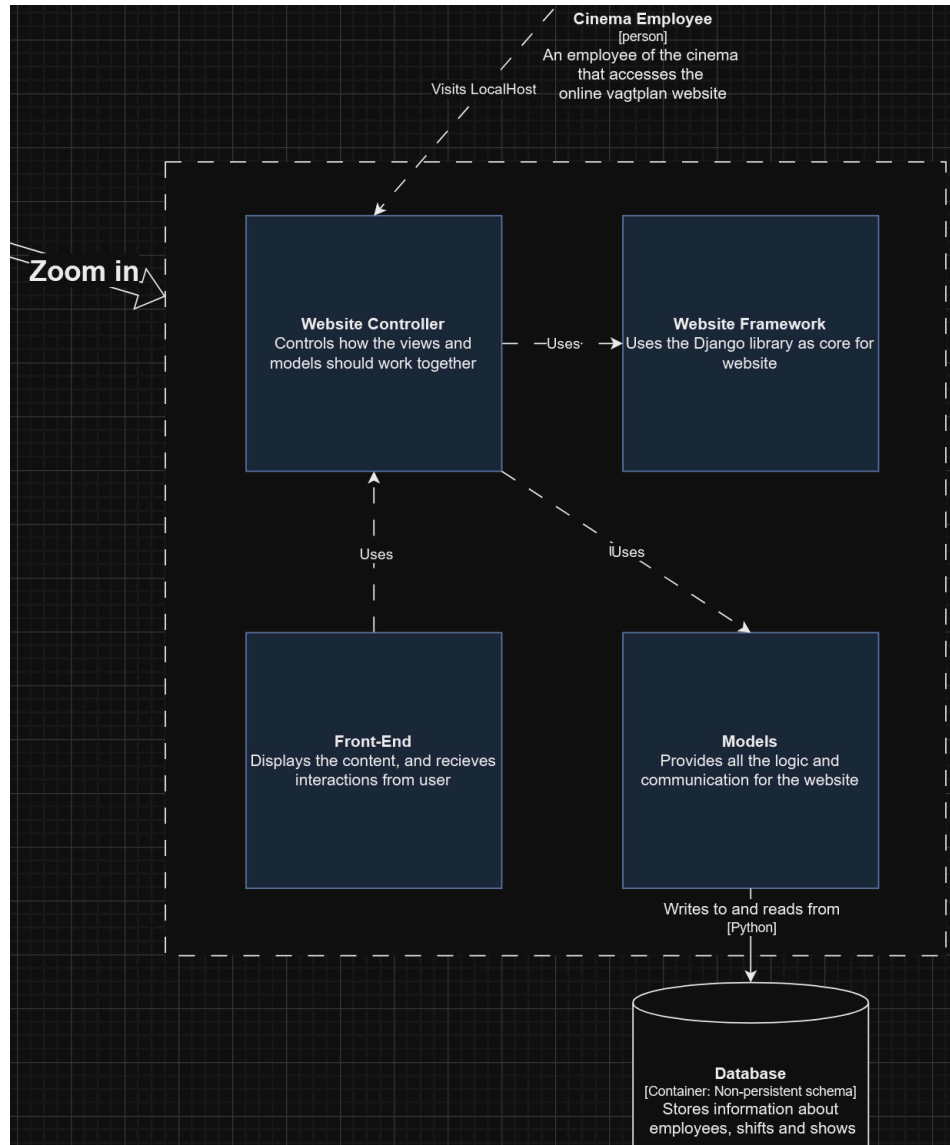 Cinema Employee
[person]
An employee of the cinema
that accesses the
online vagtplan website
Visits LocalHost
Zoom in
Website Controller
Controls how the views and
models should work together
Uses
Website Framework
Uses the Django library as core for
website
Uses
Uses
Front-End
Displays the content, and recieves
interactions from user
Models
Provides all the logic and
communication for the website
Writes to and reads from
[Python]
Database
[Container: Non-persistent schema]
Stores information about
employees, shifts and shows